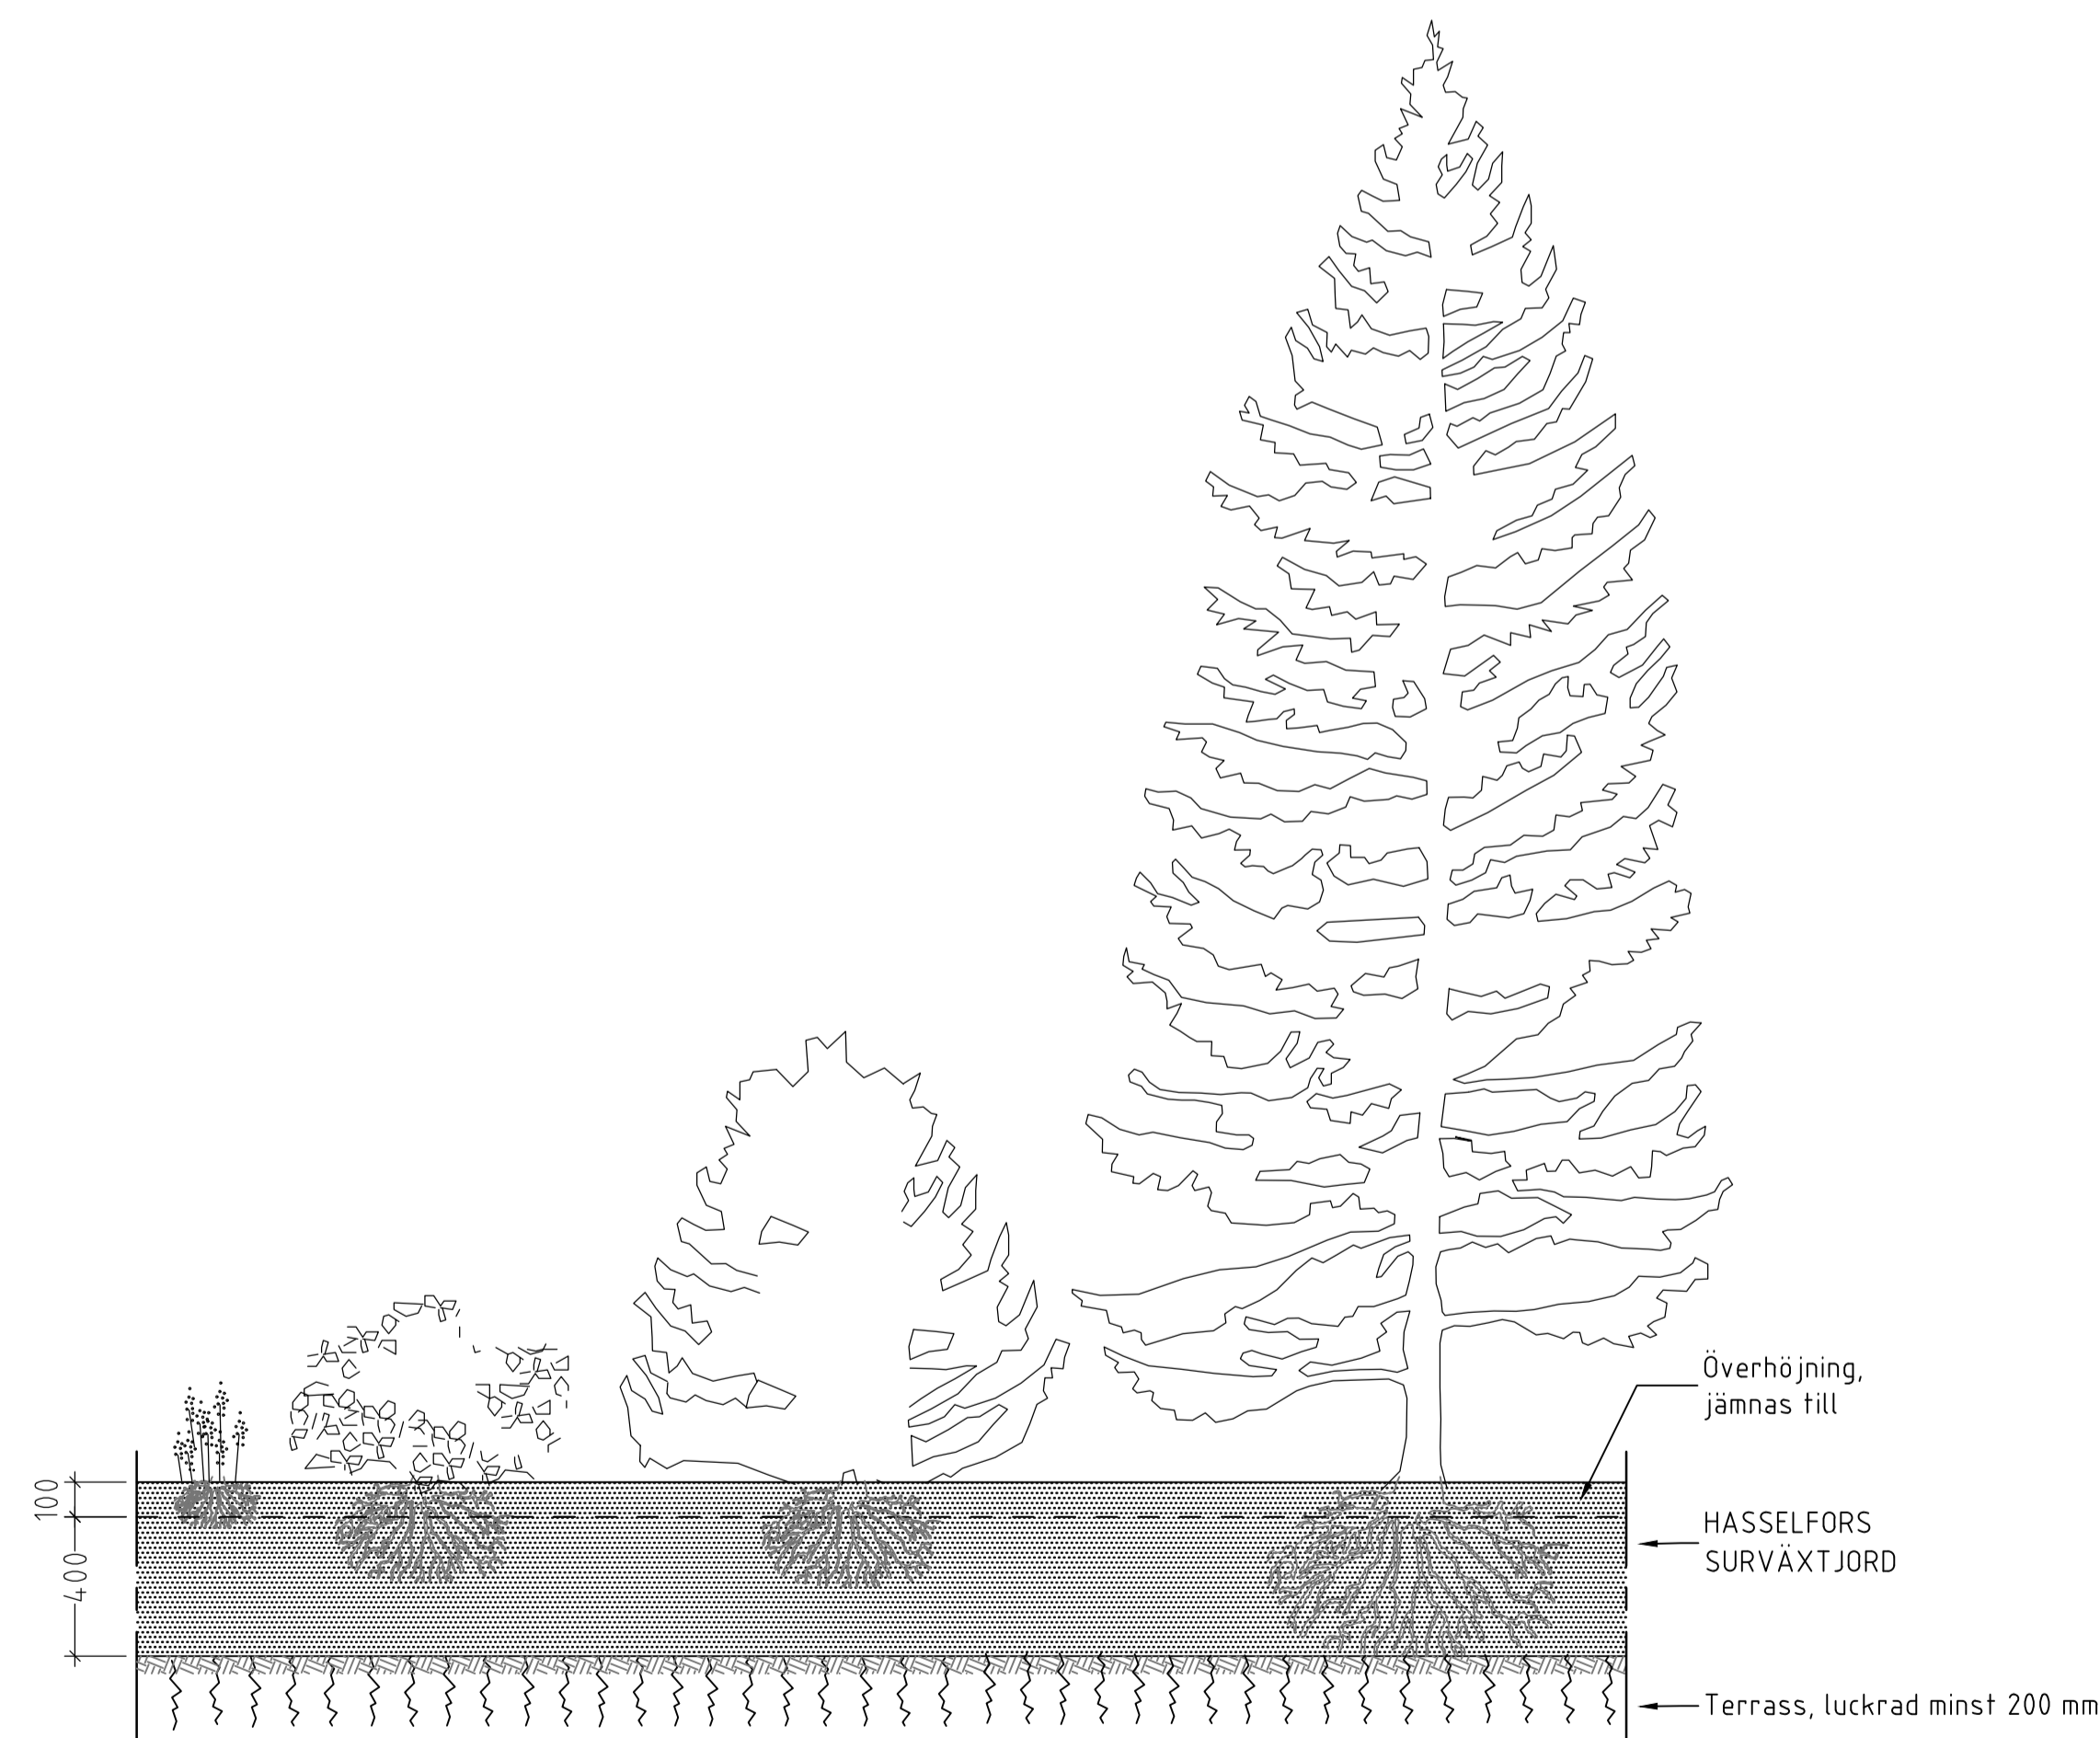 Överhöjning,
jämnas till
100
HASSELFORS
SURVÄXTJORD
400
Terrass, luckrad minst 200 mm